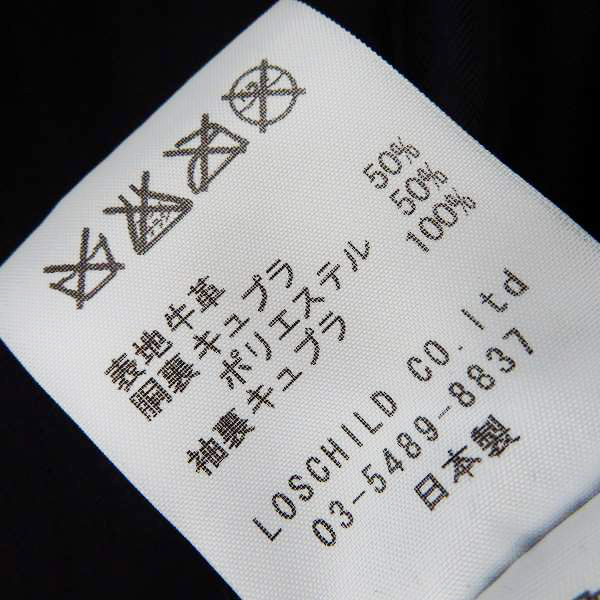 表地 牛革
胴裏 キュプラ 50%
ポリエステル 50%
袖裏 キュプラ 100%
LOSCHILD CO.ltd
03-5489-8837
日本製